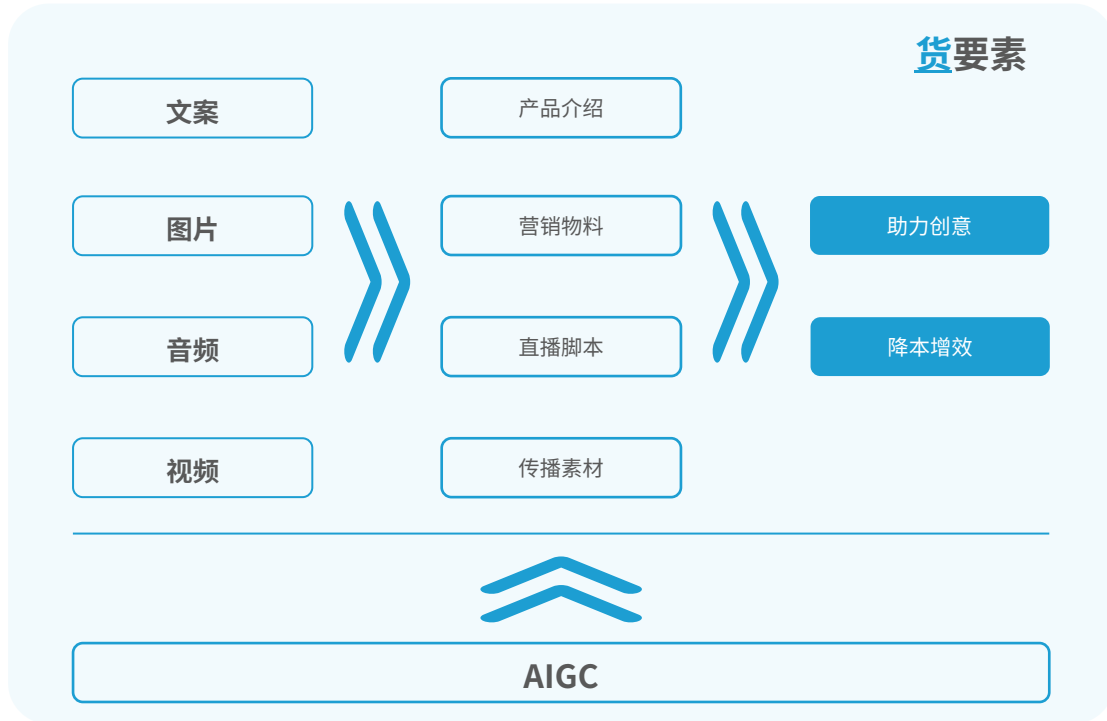 货要素
文案
产品介绍
图片
营销物料
助力创意
音频
直播脚本
降本增效
视频
传播素材
AIGC